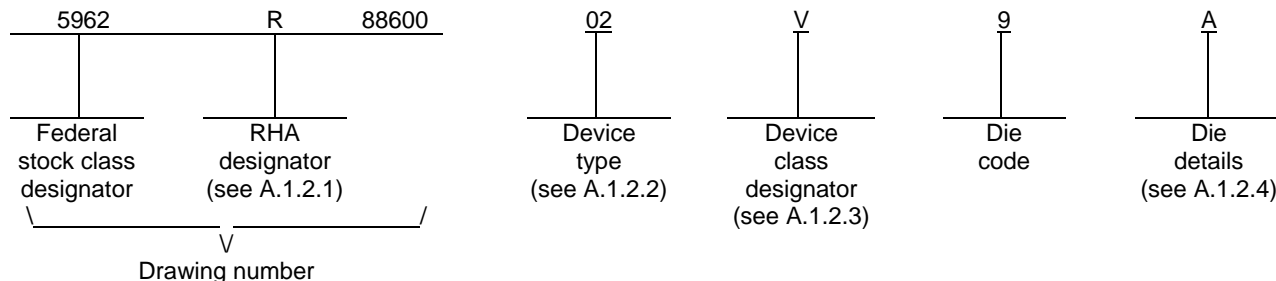 5962 R 88600 02 V 9 A
Federal stock class designator
RHA designator (see A.1.2.1)
Device type (see A.1.2.2)
Device class designator (see A.1.2.3)
Die code
Die details (see A.1.2.4)
Drawing number